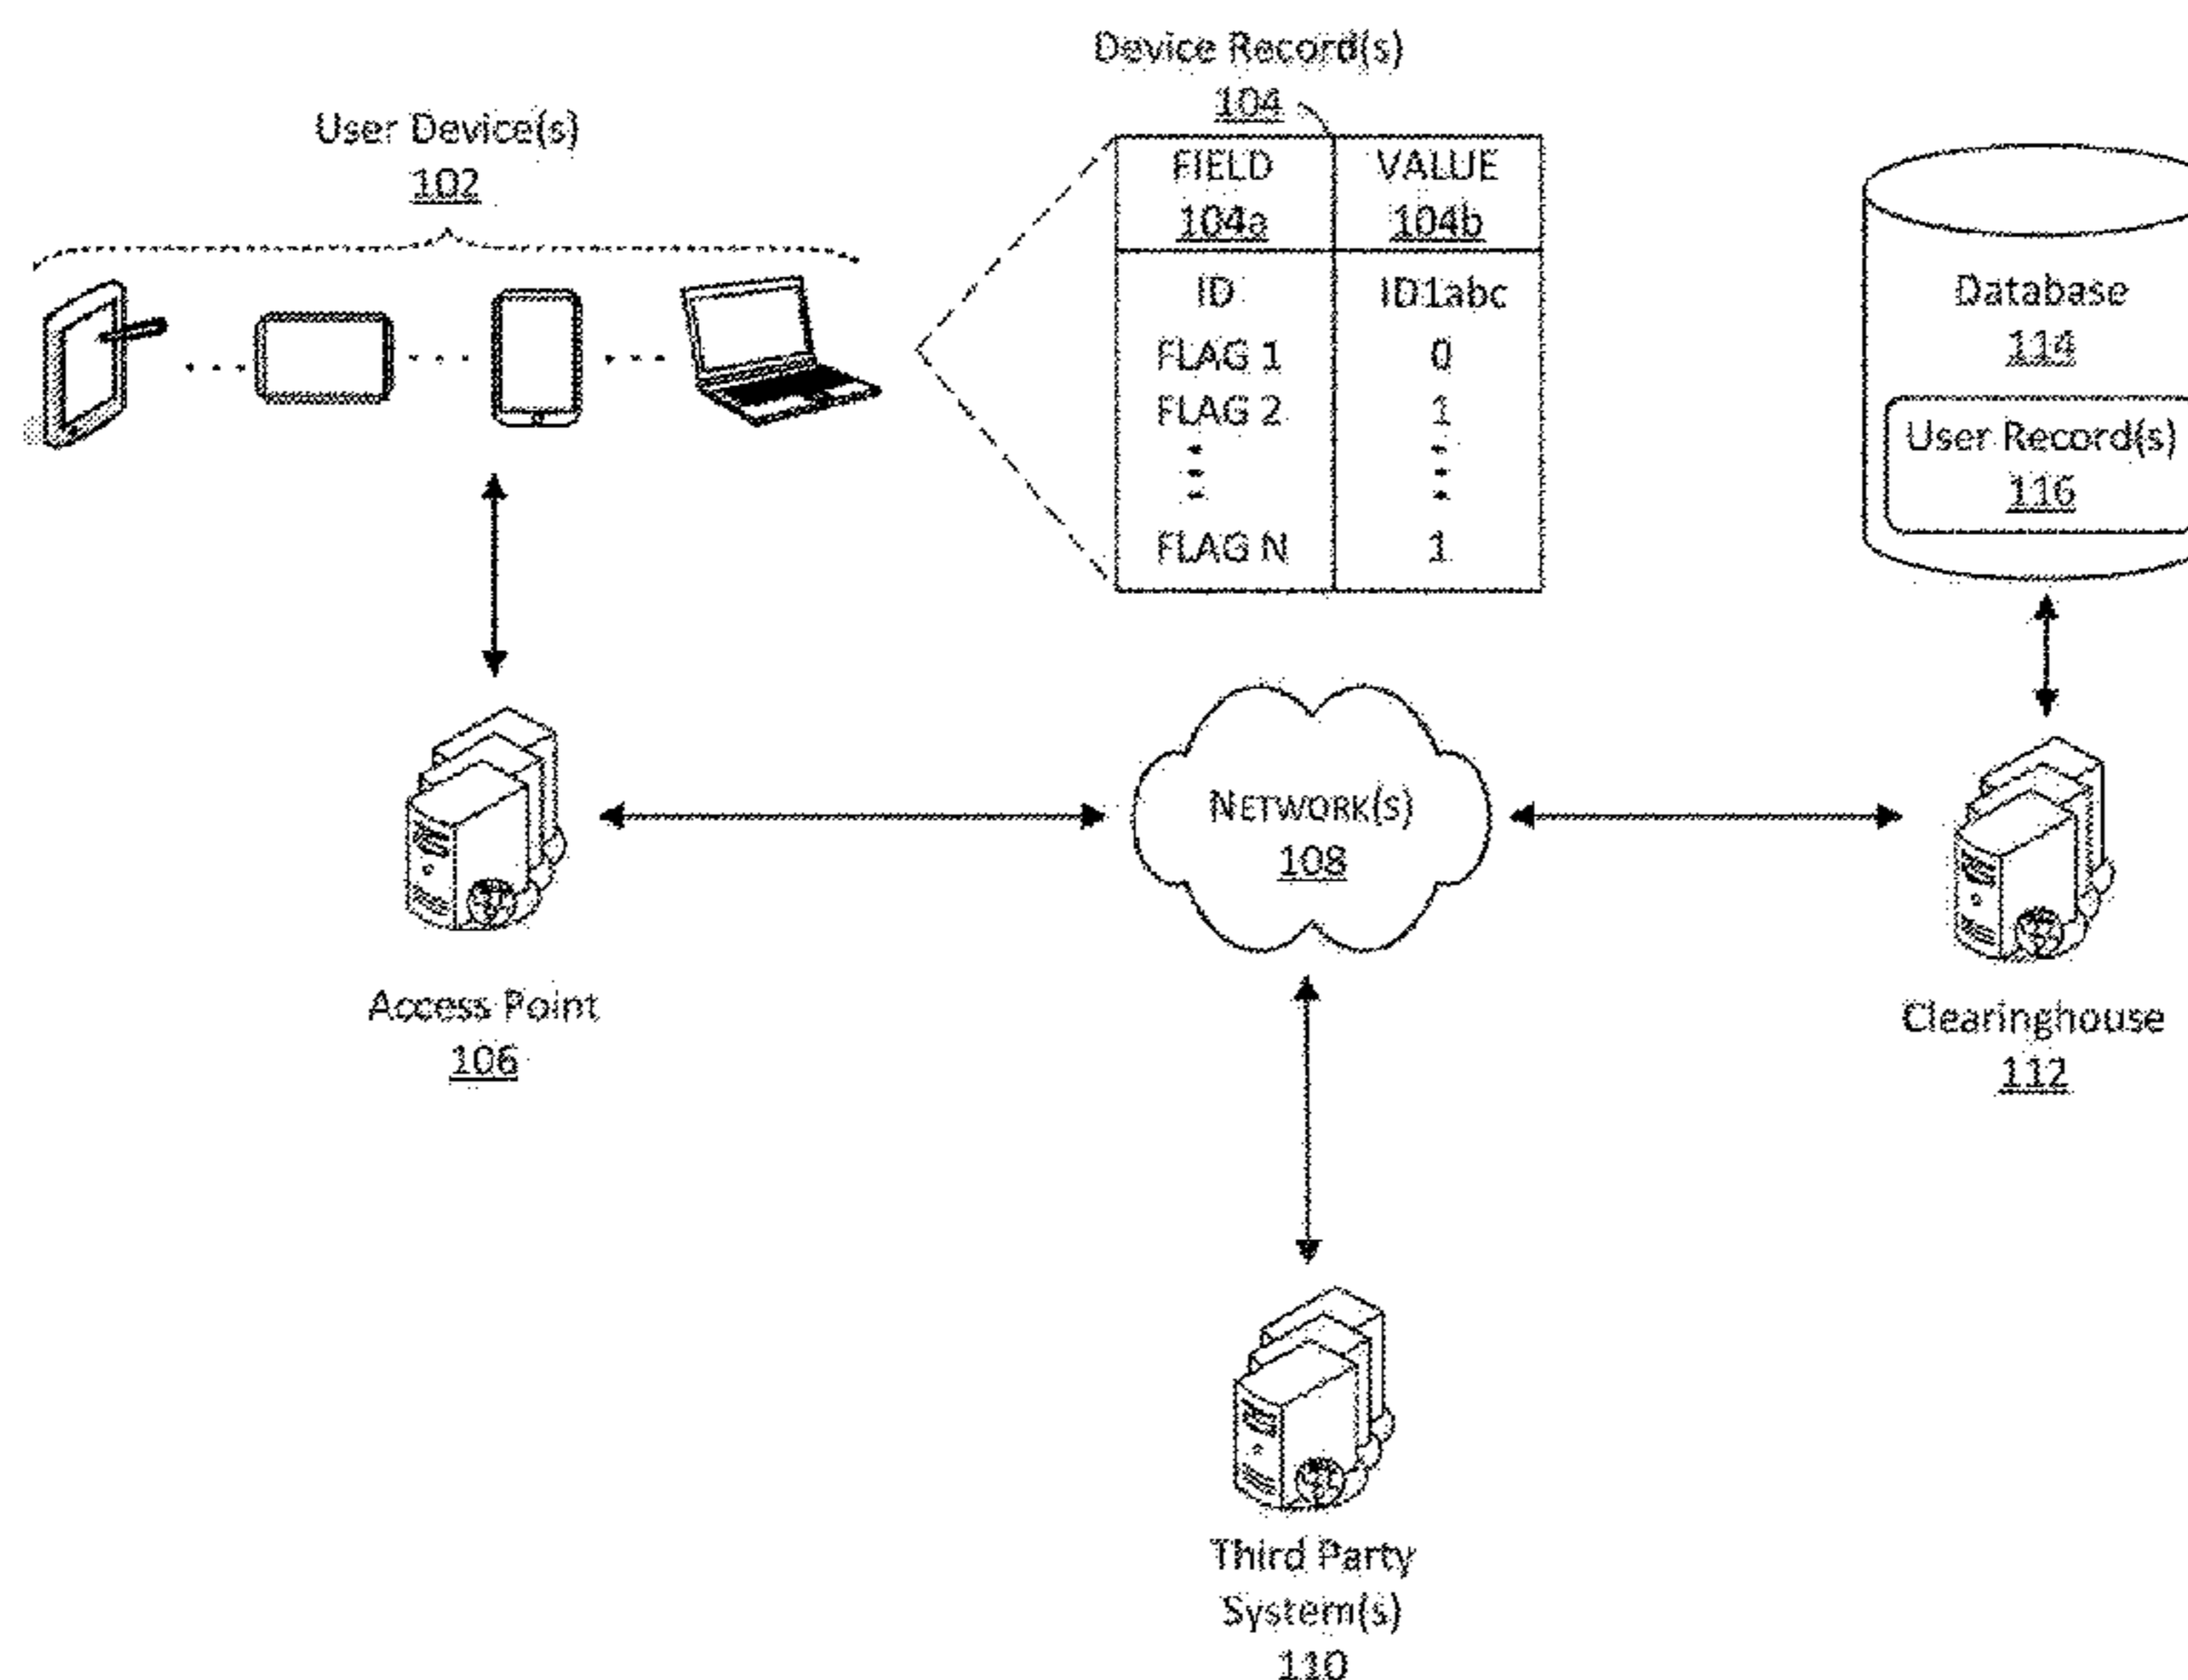 Device Record(s)
104
User Device(s)
102
FIELD VALUE
104a 104b
ID ID1abc
FLAG 1 0
FLAG 2 1
FLAG N 1
Database
114
User Record(s)
116
NETWORK(S)
108
Access Point
106
Clearinghouse
112
Third Party
System(s)
110